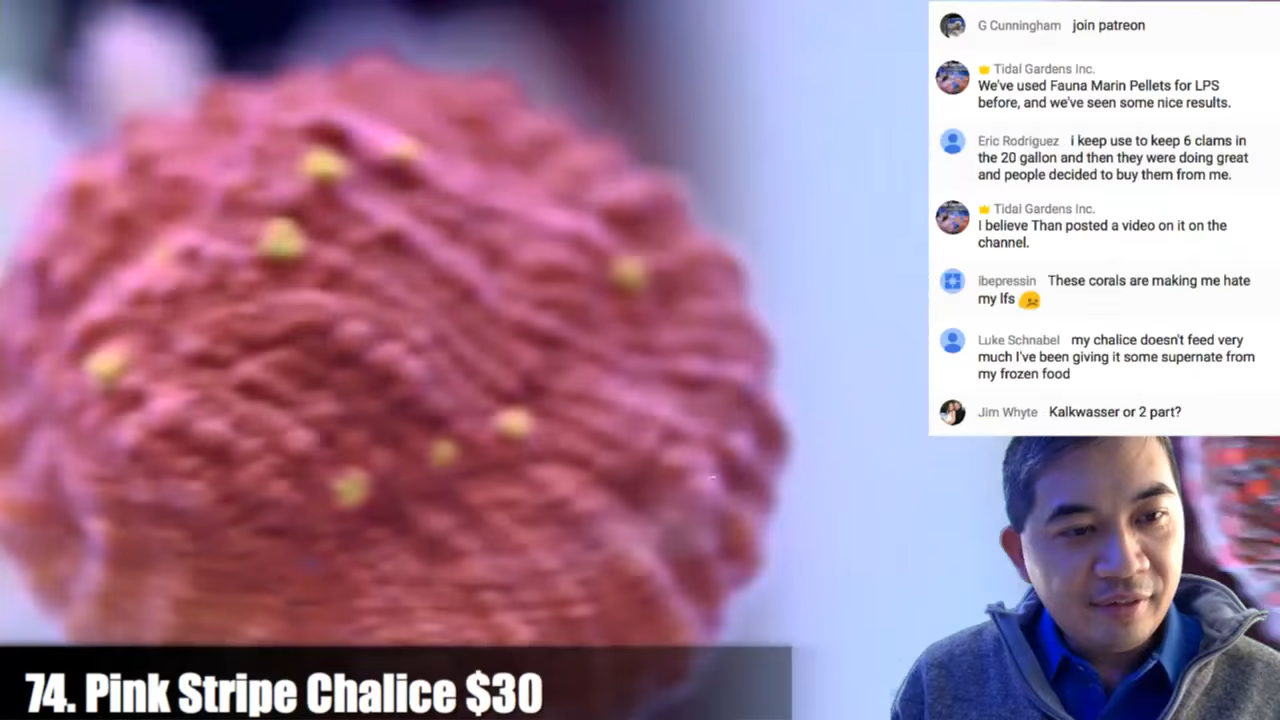 G Cunningham join patreon
Tidal Gardens Inc.
We've used Fauna Marin Pellets for LPS
before, and we've seen some nice results.
Eric Rodriguez i keep use to keep 6 clams in
the 20 gallon and then they were doing great
and people decided to buy them from me.
Tidal Gardens Inc.
I believe Than posted a video on it on the
channel.
ibepressin These corals are making me hate
my lfs
Luke Schnabel my chalice doesn't feed very
much I've been giving it some supernate from
my frozen food
Jim Whyte Kalkwasser or 2 part?
74. Pink Stripe Chalice $30